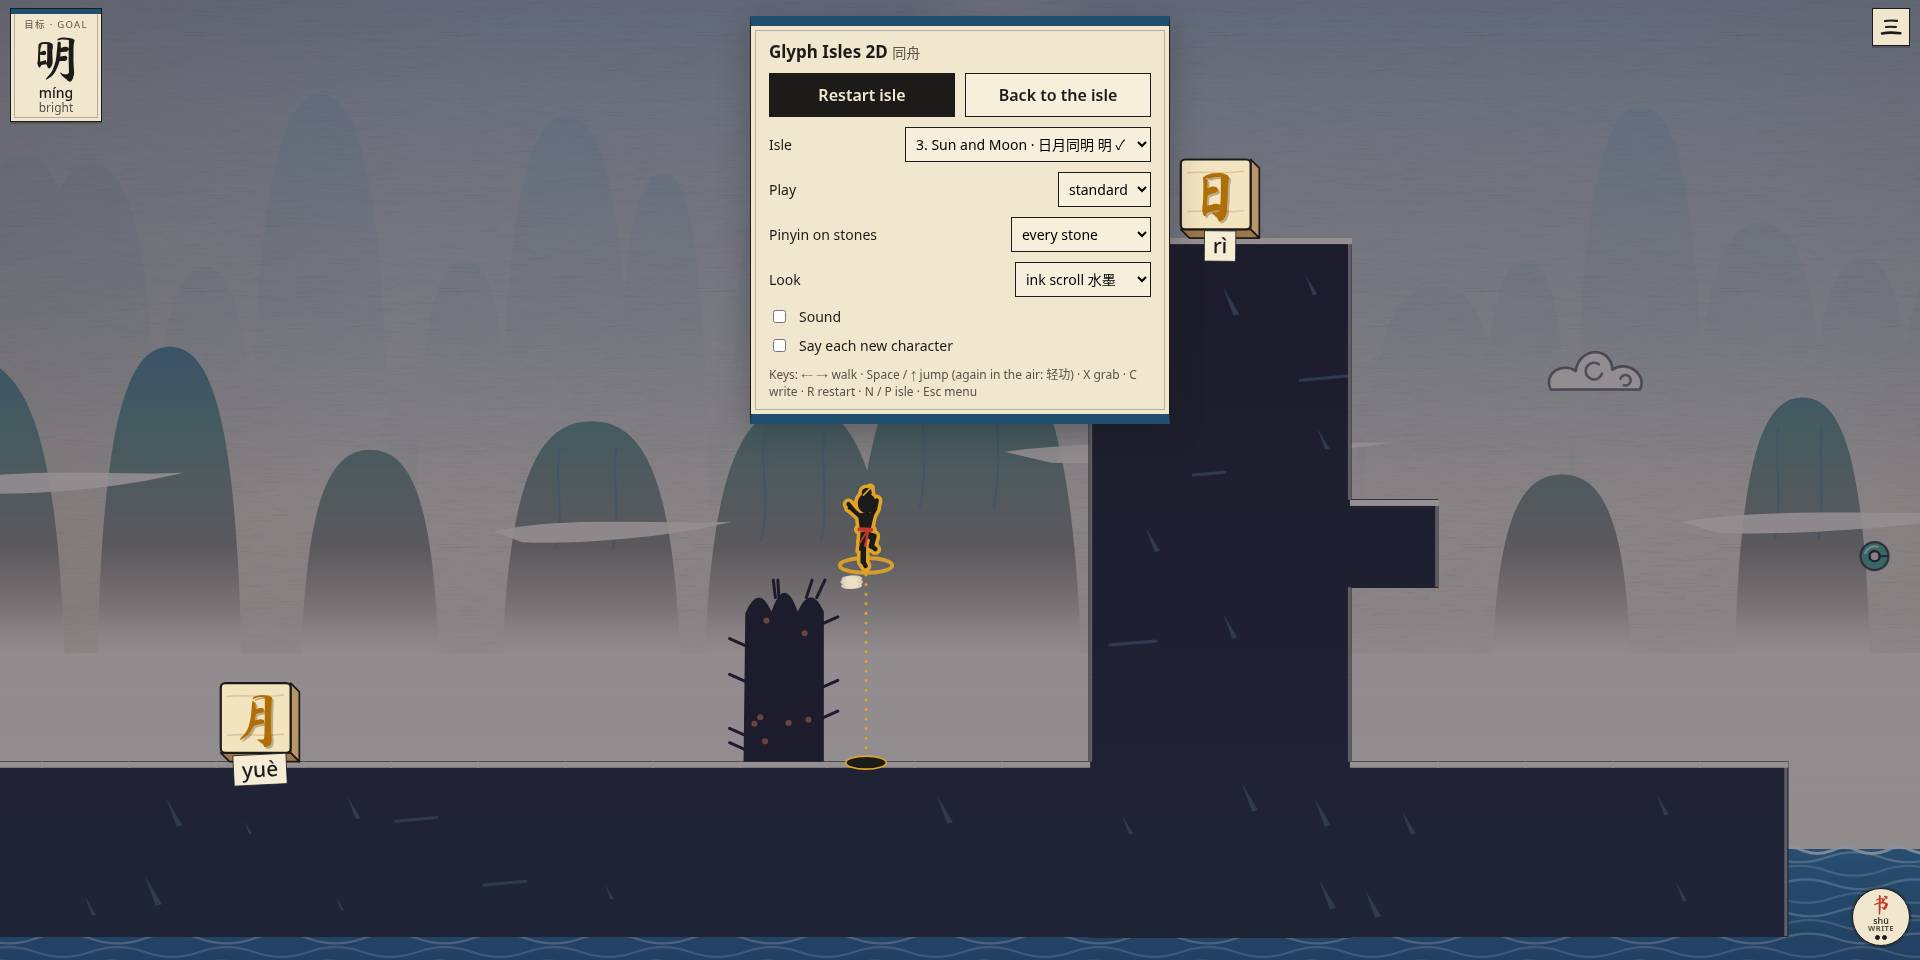 目标 · GOAL
明
míng
bright
三
Glyph Isles 2D 同舟
Restart isle
Back to the isle
Isle
3. Sun and Moon · 日月同明 明 ✓
Play
standard
Pinyin on stones
every stone
Look
ink scroll 水墨
Sound
Say each new character
Keys: ←→ walk · Space / ↑ jump (again in the air: 轻功) · X grab · C
write · R restart · N / P isle · Esc menu
日
rì
月
yuè
书
shū
WRITE